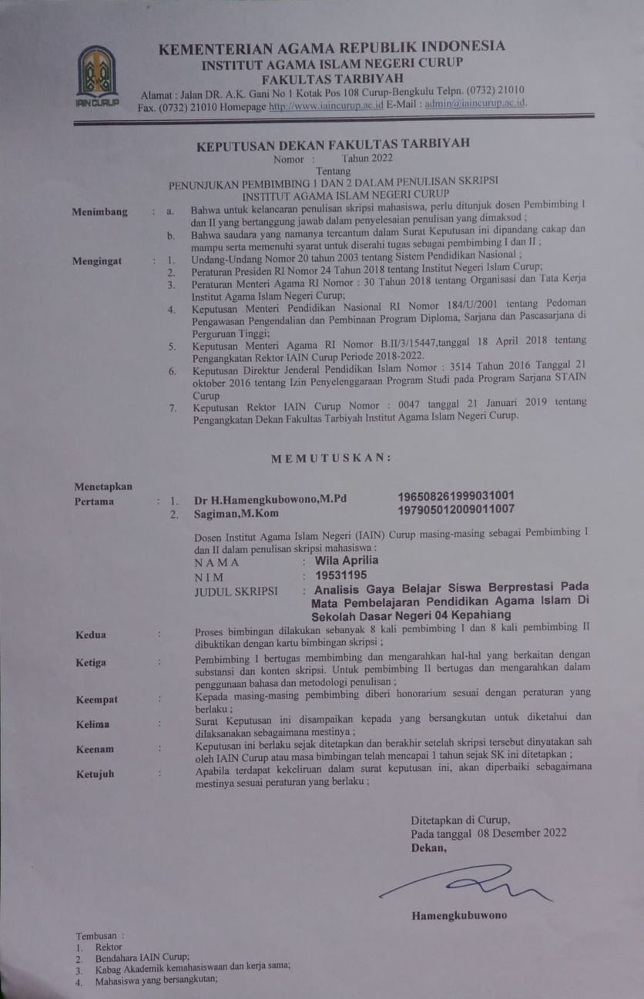 KEMENTERIAN AGAMA REPUBLIK INDONESIA
INSTITUT AGAMA ISLAM NEGERI CURUP
FAKULTAS TARBIYAH
Alamat : Jalan DR. A.K. Gani No 1 Kotak Pos 108 Curup-Bengkulu Telpn. (0732) 21010
Fax. (0732) 21010 Homepage http://www.iaincurup.ac.id E-Mail : admin@iaincurup.ac.id.
IAIN CURUP
KEPUTUSAN DEKAN FAKULTAS TARBIYAH
Nomor : Tahun 2022
Tentang
PENUNJUKAN PEMBIMBING 1 DAN 2 DALAM PENULISAN SKRIPSI
INSTITUT AGAMA ISLAM NEGERI CURUP
Menimbang : a. Bahwa untuk kelancaran penulisan skripsi mahasiswa, perlu ditunjuk dosen Pembimbing I
dan II yang bertanggung jawab dalam penyelesaian penulisan yang dimaksud ;
b. Bahwa saudara yang namanya tercantum dalam Surat Keputusan ini dipandang cakap dan
mampu serta memenuhi syarat untuk diserahi tugas sebagai pembimbing I dan II ;
Mengingat : 1. Undang-Undang Nomor 20 tahun 2003 tentang Sistem Pendidikan Nasional ;
2. Peraturan Presiden RI Nomor 24 Tahun 2018 tentang Institut Negeri Islam Curup;
3. Peraturan Menteri Agama RI Nomor : 30 Tahun 2018 tentang Organisasi dan Tata Kerja
Institut Agama Islam Negeri Curup;
4. Keputusan Menteri Pendidikan Nasional RI Nomor 184/U/2001 tentang Pedoman
Pengawasan Pengendalian dan Pembinaan Program Diploma, Sarjana dan Pascasarjana di
Perguruan Tinggi;
5. Keputusan Menteri Agama RI Nomor B.II/3/15447,tanggal 18 April 2018 tentang
Pengangkatan Rektor IAIN Curup Periode 2018-2022.
6. Keputusan Direktur Jenderal Pendidikan Islam Nomor : 3514 Tahun 2016 Tanggal 21
oktober 2016 tentang Izin Penyelenggaraan Program Studi pada Program Sarjana STAIN
Curup
7. Keputusan Rektor IAIN Curup Nomor : 0047 tanggal 21 Januari 2019 tentang
Pengangkatan Dekan Fakultas Tarbiyah Institut Agama Islam Negeri Curup.
M E M U T U S K A N :
Menetapkan
Pertama : 1. Dr H.Hamengkubowono,M.Pd 196508261999031001
2. Sagiman,M.Kom 197905012009011007
Dosen Institut Agama Islam Negeri (IAIN) Curup masing-masing sebagai Pembimbing I
dan II dalam penulisan skripsi mahasiswa :
N A M A : Wila Aprilia
N I M : 19531195
JUDUL SKRIPSI : Analisis Gaya Belajar Siswa Berprestasi Pada
Mata Pembelajaran Pendidikan Agama Islam Di
Sekolah Dasar Negeri 04 Kepahiang
Kedua : Proses bimbingan dilakukan sebanyak 8 kali pembimbing I dan 8 kali pembimbing II
dibuktikan dengan kartu bimbingan skripsi ;
Ketiga : Pembimbing I bertugas membimbing dan mengarahkan hal-hal yang berkaitan dengan
substansi dan konten skripsi. Untuk pembimbing II bertugas dan mengarahkan dalam
penggunaan bahasa dan metodologi penulisan ;
Keempat : Kepada masing-masing pembimbing diberi honorarium sesuai dengan peraturan yang
berlaku ;
Kelima : Surat Keputusan ini disampaikan kepada yang bersangkutan untuk diketahui dan
dilaksanakan sebagaimana mestinya ;
Keenam : Keputusan ini berlaku sejak ditetapkan dan berakhir setelah skripsi tersebut dinyatakan sah
oleh IAIN Curup atau masa bimbingan telah mencapai 1 tahun sejak SK ini ditetapkan ;
Ketujuh : Apabila terdapat kekeliruan dalam surat keputusan ini, akan diperbaiki sebagaimana
mestinya sesuai peraturan yang berlaku ;
Ditetapkan di Curup,
Pada tanggal 08 Desember 2022
Dekan,
Hamengkubuwono
Tembusan :
1. Rektor
2. Bendahara IAIN Curup;
3. Kabag Akademik kemahasiswaan dan kerja sama;
4. Mahasiswa yang bersangkutan;